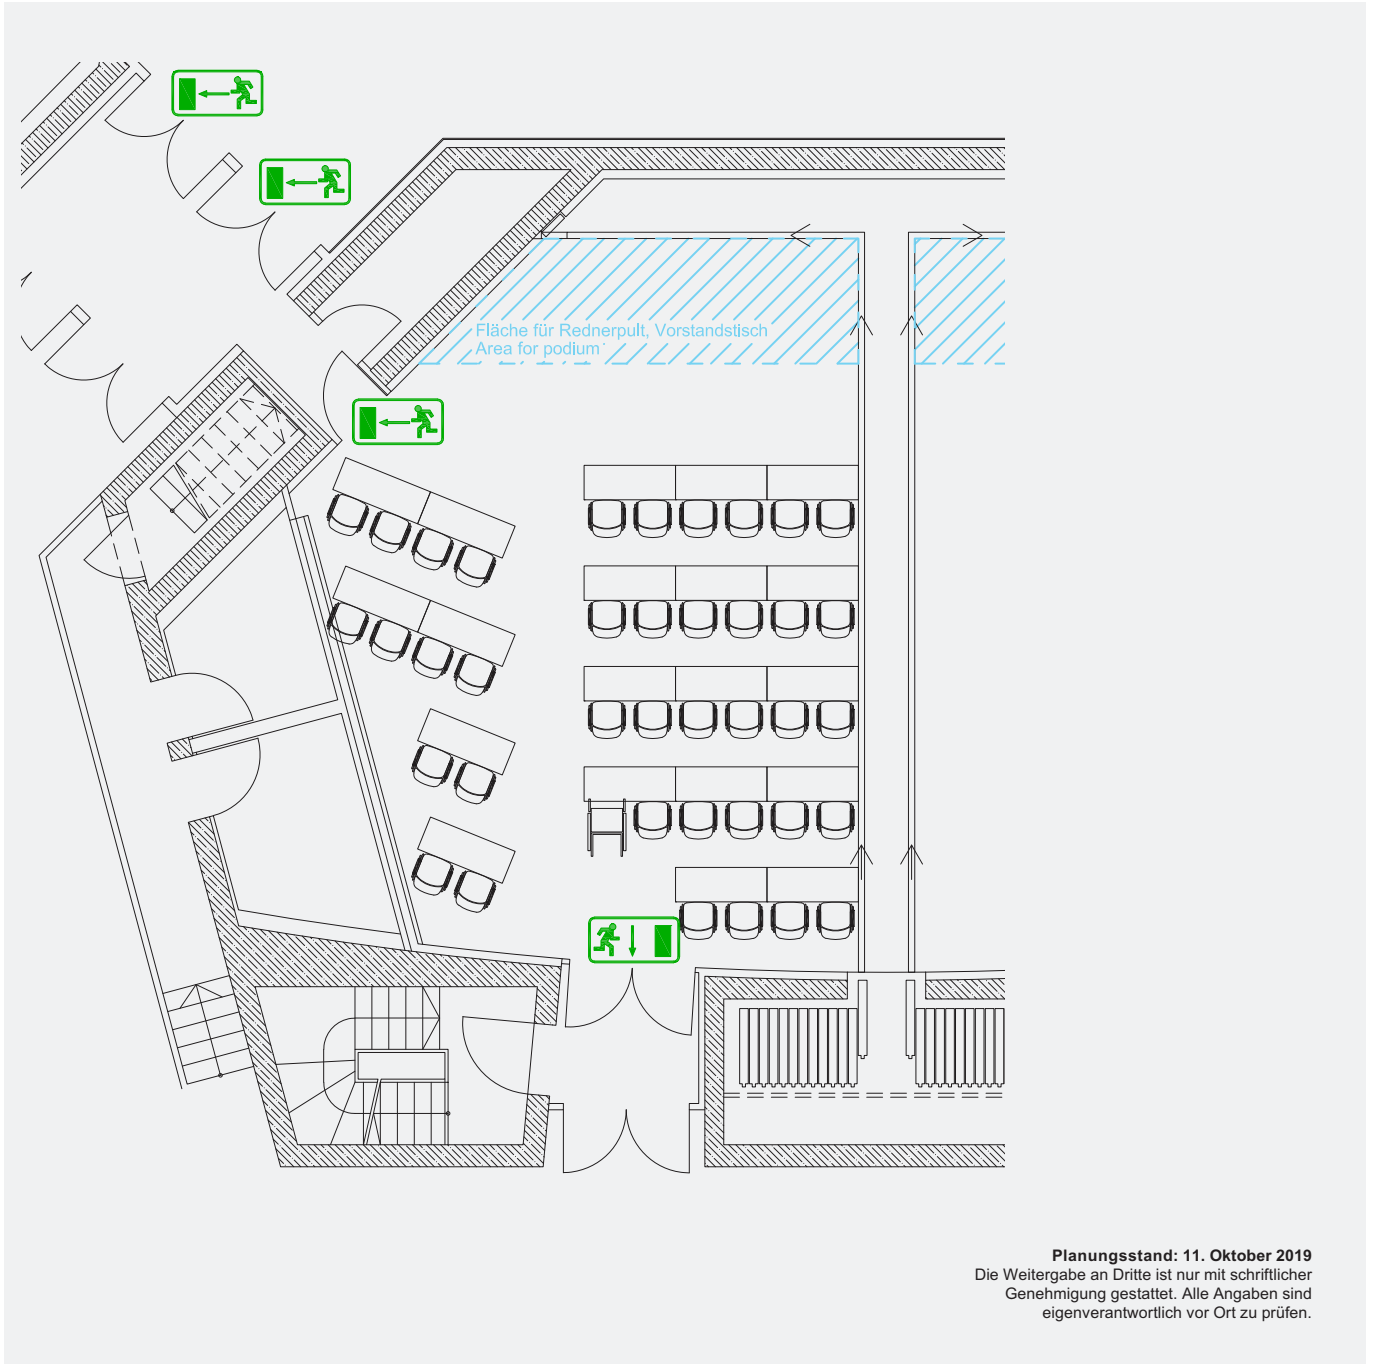 Fläche für Rednerpult, Vorstandstisch
Area for podium
Planungsstand: 11. Oktober 2019
Die Weitergabe an Dritte ist nur mit schriftlicher
Genehmigung gestattet. Alle Angaben sind
eigenverantwortlich vor Ort zu prüfen.